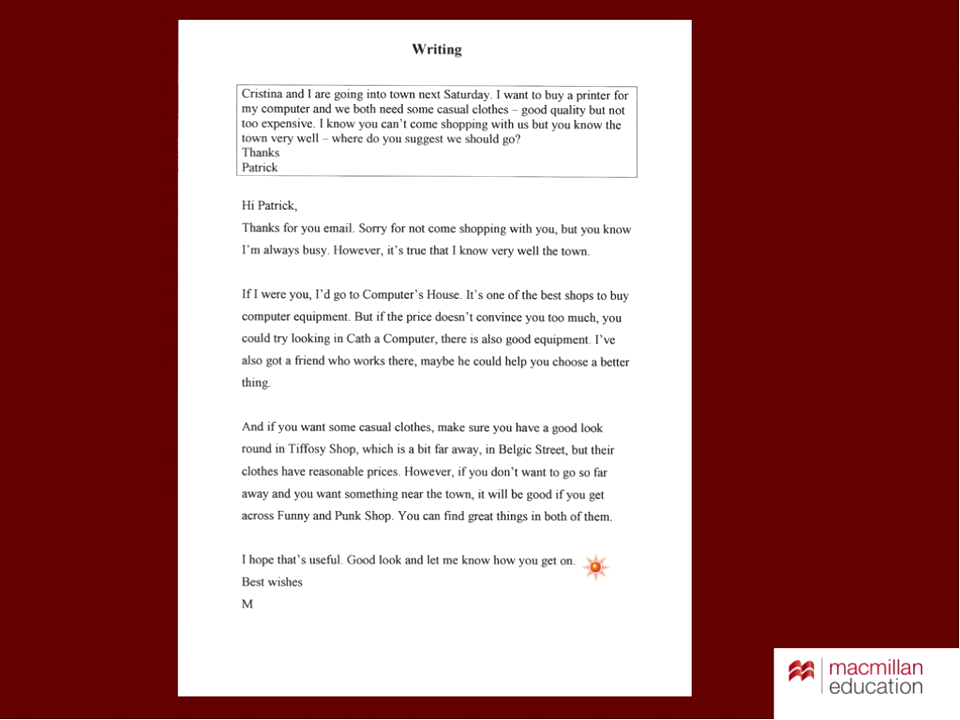 Writing
Cristina and I are going into town next Saturday. I want to buy a printer for
my computer and we both need some casual clothes – good quality but not
too expensive. I know you can't come shopping with us but you know the
town very well – where do you suggest we should go?
Thanks
Patrick
Hi Patrick,
Thanks for you email. Sorry for not come shopping with you, but you know
I'm always busy. However, it's true that I know very well the town.
If I were you, I'd go to Computer's House. It's one of the best shops to buy
computer equipment. But if the price doesn't convince you too much, you
could try looking in Cath a Computer, there is also good equipment. I've
also got a friend who works there, maybe he could help you choose a better
thing.
And if you want some casual clothes, make sure you have a good look
round in Tiffosy Shop, which is a bit far away, in Belgic Street, but their
clothes have reasonable prices. However, if you don't want to go so far
away and you want something near the town, it will be good if you get
across Funny and Punk Shop. You can find great things in both of them.
I hope that's useful. Good look and let me know how you get on.
Best wishes
M
macmillan
education